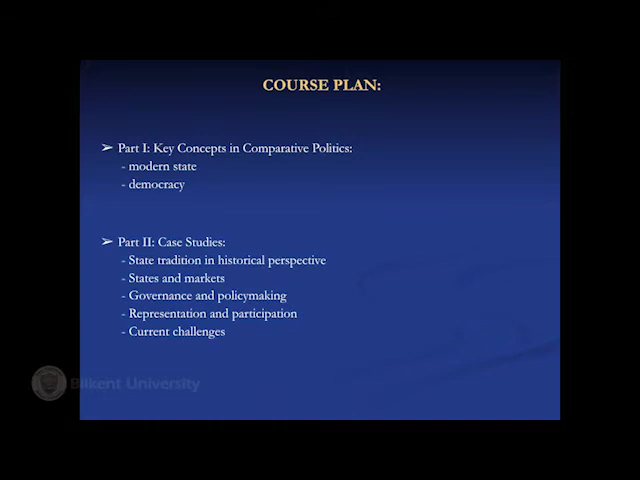 COURSE PLAN:
➢ Part I: Key Concepts in Comparative Politics:
- modern state
- democracy
➢ Part II: Case Studies:
- State tradition in historical perspective
- States and markets
- Governance and policymaking
- Representation and participation
- Current challenges
Bilkent University